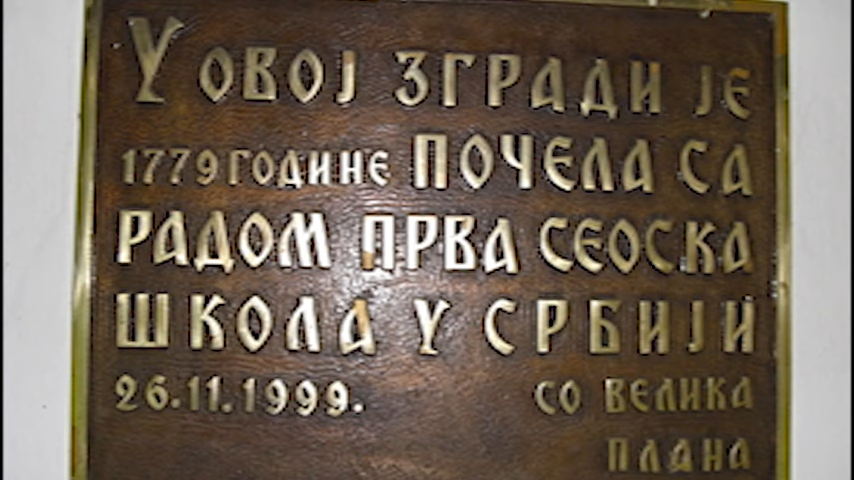 У ОВОЈ ЗГРАДИ ЈЕ
1779 ГОДИНЕ ПОЧЕЛА СА
РАДОМ ПРВА СЕОСКА
ШКОЛА У СРБИЈИ
26.11.1999. СО ВЕЛИКА
ПЛАНА